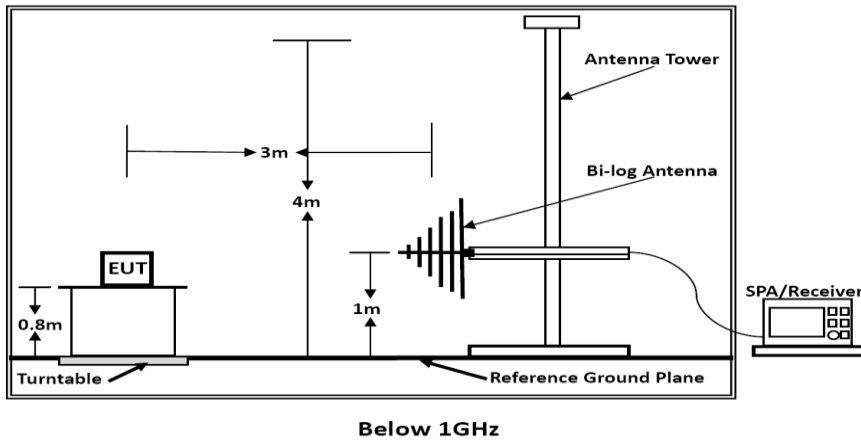 Antenna Tower
3m
Bi-log Antenna
4m
EUT
SPA/Receiver
1m
0.8m
Turntable
Reference Ground Plane
Below 1GHz